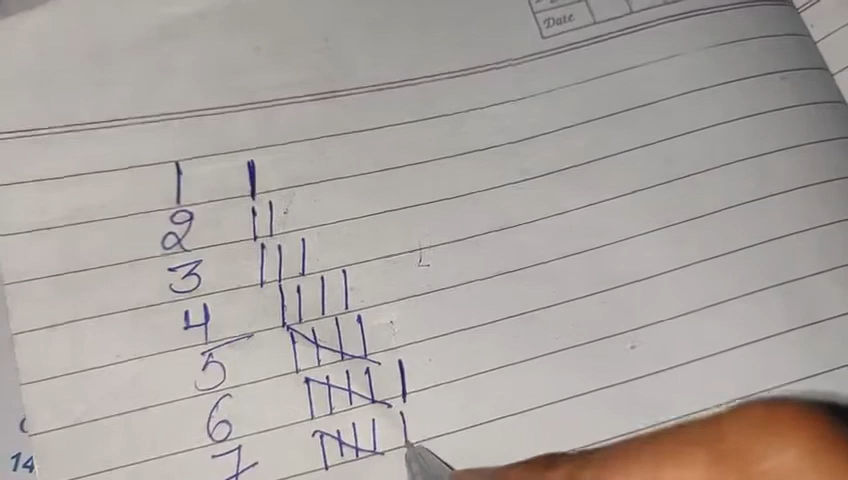 Date
1 |
2 ||
3 |||
4 ||||
5 𝍸
6 𝍸 |
7 𝍸 |
14